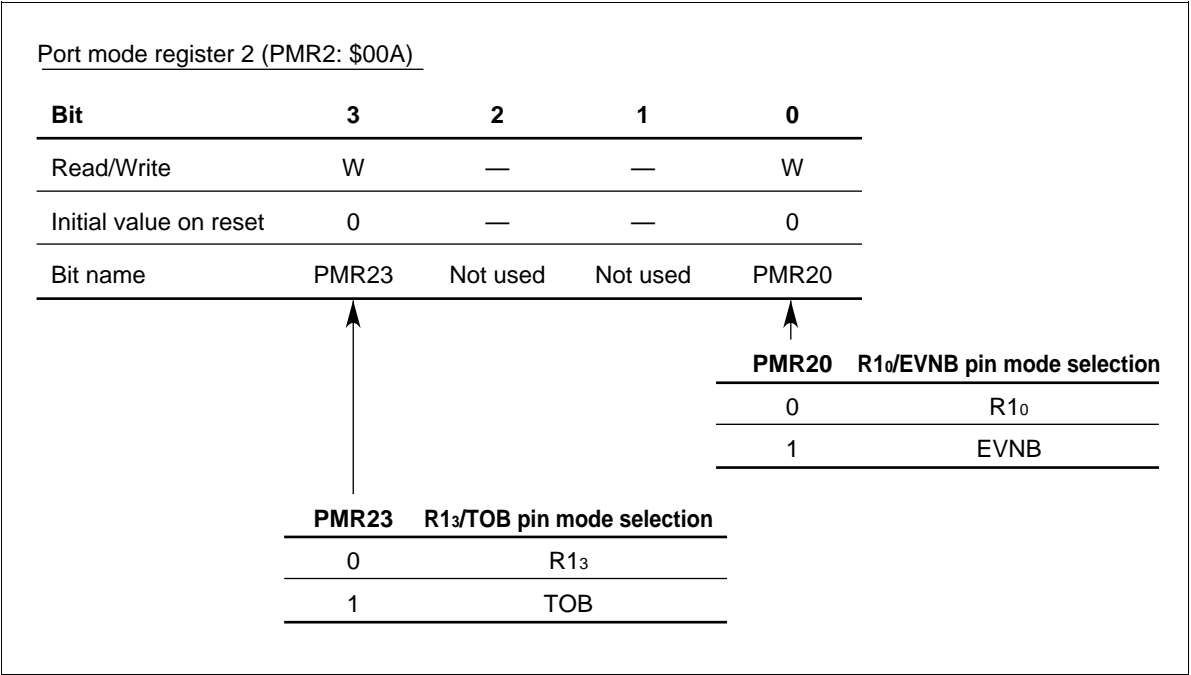 Port mode register 2 (PMR2: $00A)
Bit 3 2 1 0
Read/Write W — — W
Initial value on reset 0 — — 0
Bit name PMR23 Not used Not used PMR20
PMR20 R1₀/EVNB pin mode selection
0 R1₀
1 EVNB
PMR23 R1₃/TOB pin mode selection
0 R1₃
1 TOB